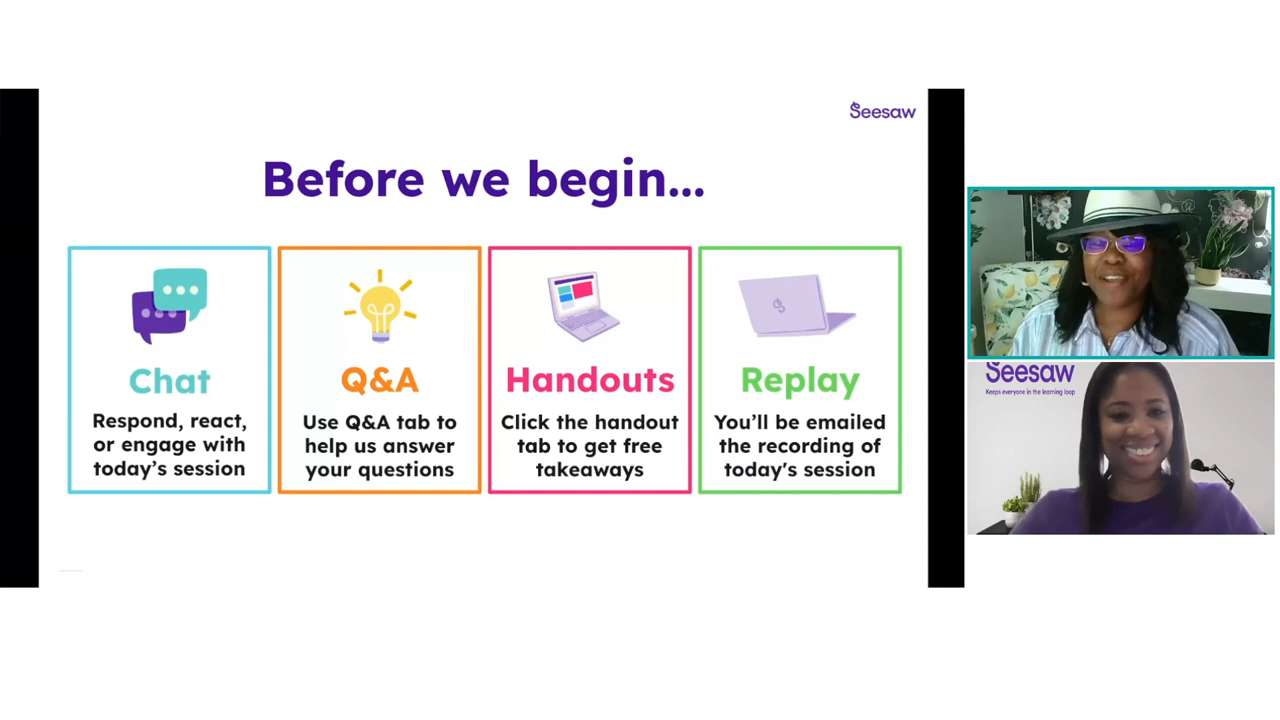 Seesaw
Before we begin...
Chat
Respond, react,
or engage with
today's session
Q&A
Use Q&A tab to
help us answer
your questions
Handouts
Click the handout
tab to get free
takeaways
Replay
You'll be emailed
the recording of
today's session
Seesaw
Keeps everyone in the learning loop